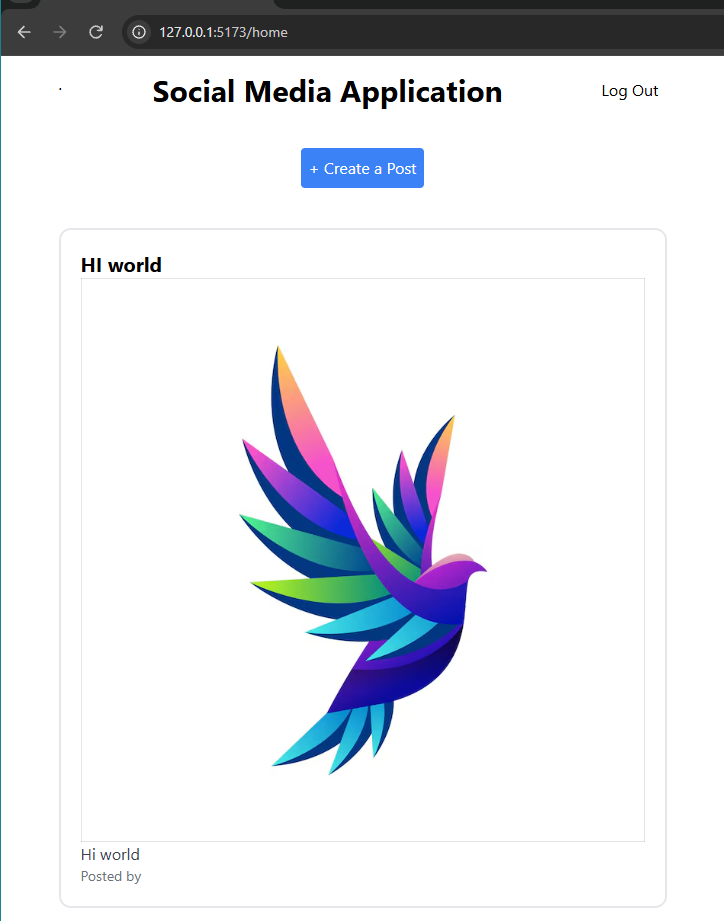 127.0.0.1:5173/home
.
Social Media Application
Log Out
+ Create a Post
HI world
Hi world
Posted by